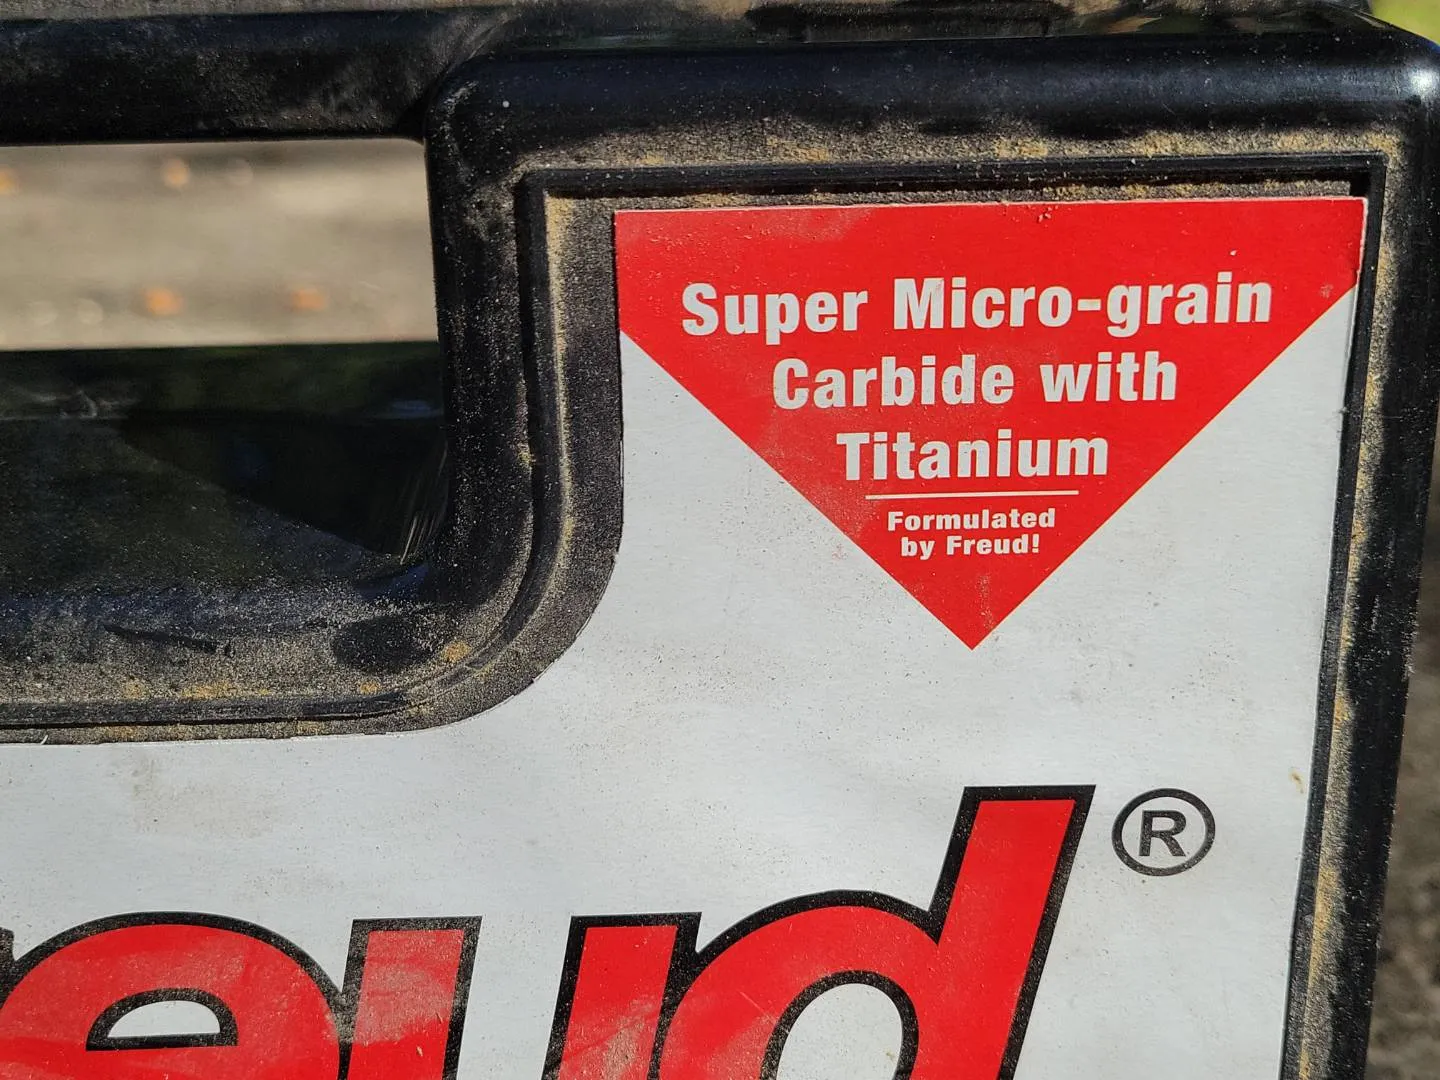 Super Micro-grain
Carbide with
Titanium
Formulated
by Freud!
eud®